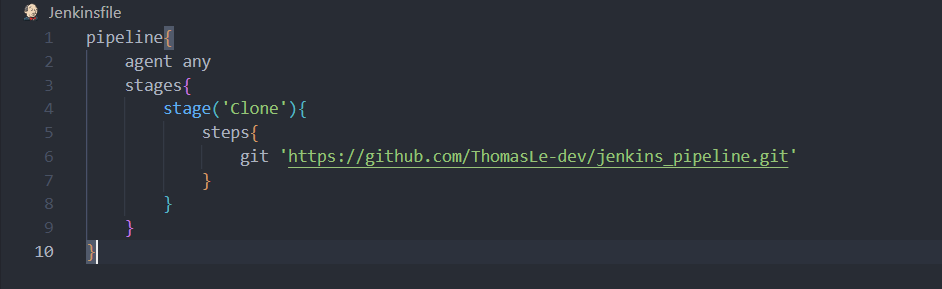 Jenkinsfile
1 pipeline{
2     agent any
3     stages{
4         stage('Clone'){
5             steps{
6                 git 'https://github.com/ThomasLe-dev/jenkins_pipeline.git'
7             }
8         }
9     }
10 }